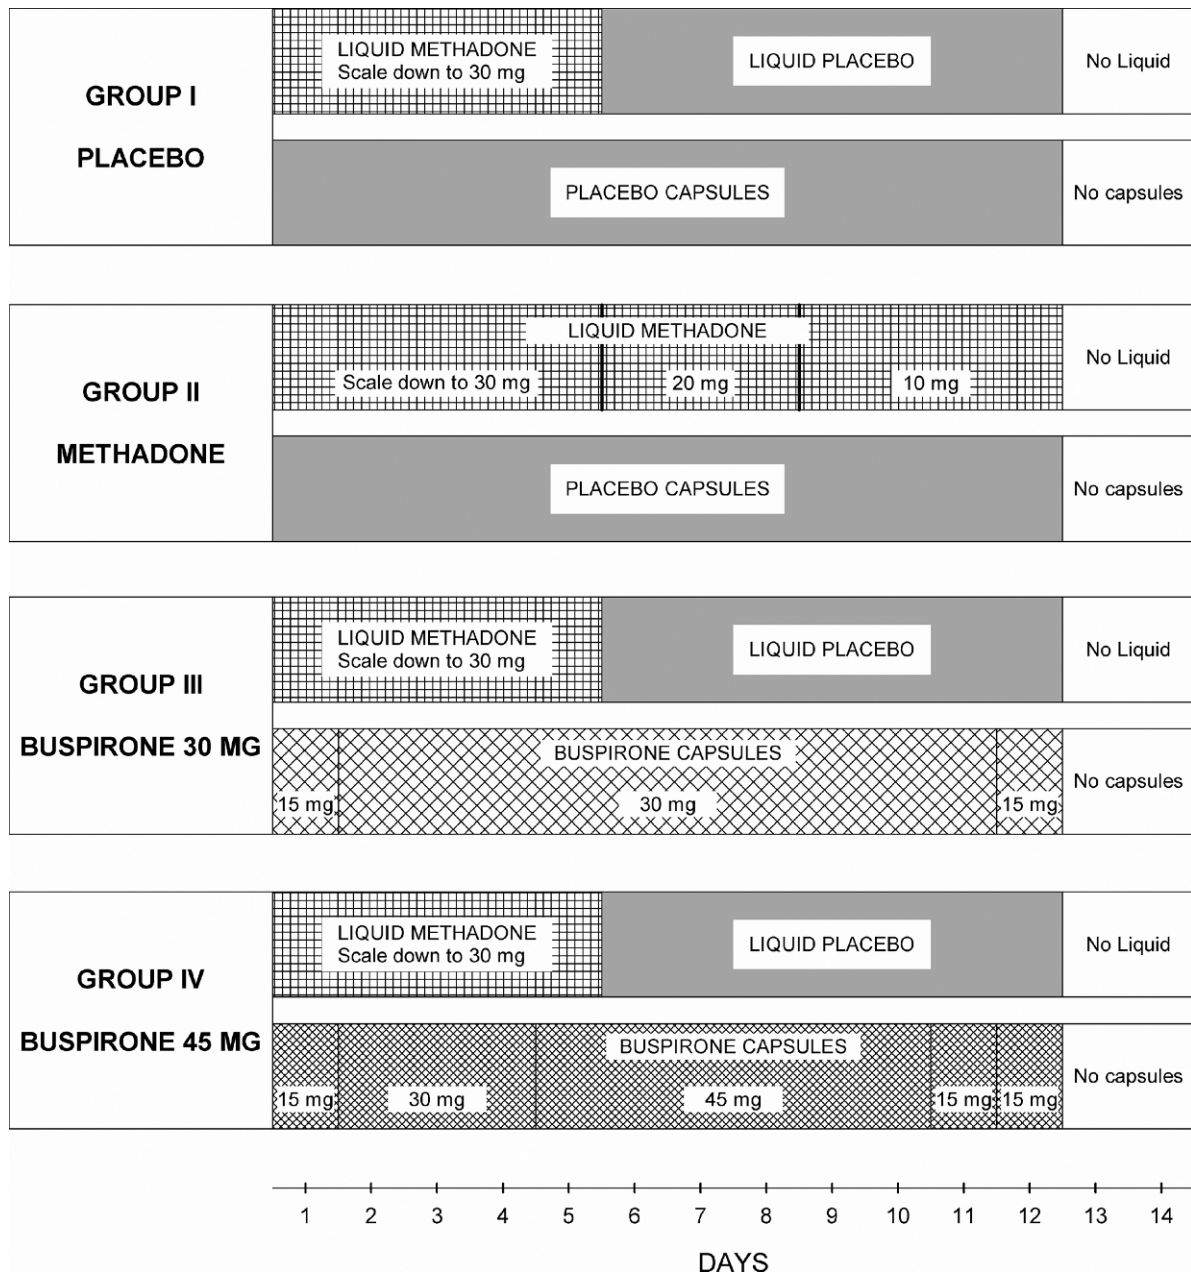 LIQUID METHADONE
Scale down to 30 mg
LIQUID PLACEBO
No Liquid
GROUP I
PLACEBO
PLACEBO CAPSULES
No capsules
LIQUID METHADONE
Scale down to 30 mg
20 mg
10 mg
No Liquid
GROUP II
METHADONE
PLACEBO CAPSULES
No capsules
LIQUID METHADONE
Scale down to 30 mg
LIQUID PLACEBO
No Liquid
GROUP III
BUSPIRONE 30 MG
BUSPIRONE CAPSULES
15 mg
30 mg
15 mg
No capsules
LIQUID METHADONE
Scale down to 30 mg
LIQUID PLACEBO
No Liquid
GROUP IV
BUSPIRONE 45 MG
BUSPIRONE CAPSULES
15 mg
30 mg
45 mg
15 mg
15 mg
No capsules
1 2 3 4 5 6 7 8 9 10 11 12 13 14
DAYS